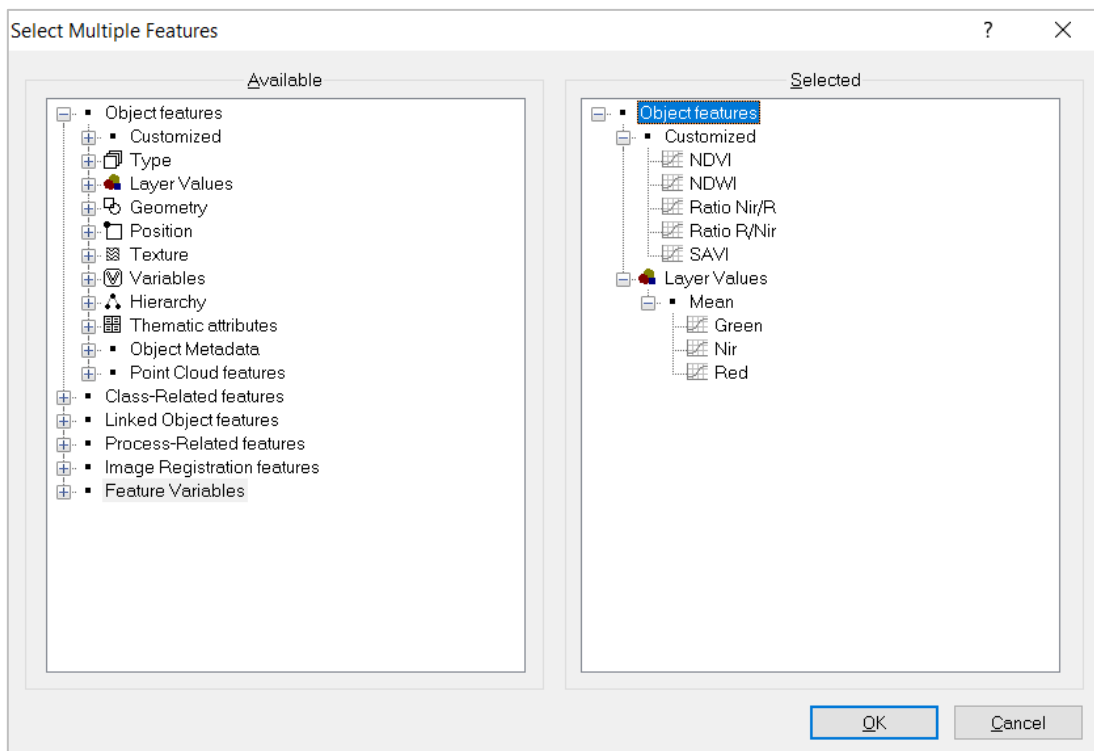 Select Multiple Features
?
Available
Object features
Customized
Type
Layer Values
Geometry
Position
Texture
Variables
Hierarchy
Thematic attributes
Object Metadata
Point Cloud features
Class-Related features
Linked Object features
Process-Related features
Image Registration features
Feature Variables
Selected
Object features
Customized
NDVI
NDWI
Ratio Nir/R
Ratio R/Nir
SAVI
Layer Values
Mean
Green
Nir
Red
OK
Cancel